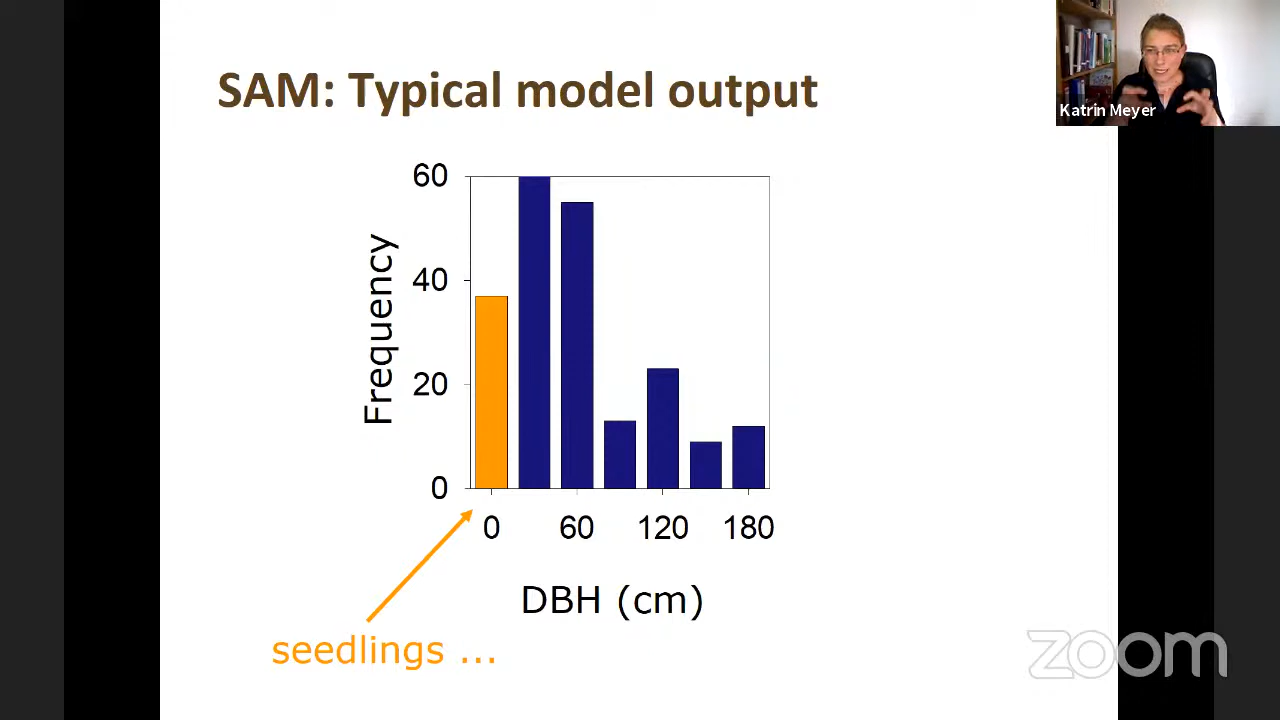 SAM: Typical model output
Katrin Meyer
60
40
20
0
Frequency
0 60 120 180
DBH (cm)
seedlings ...
zoom